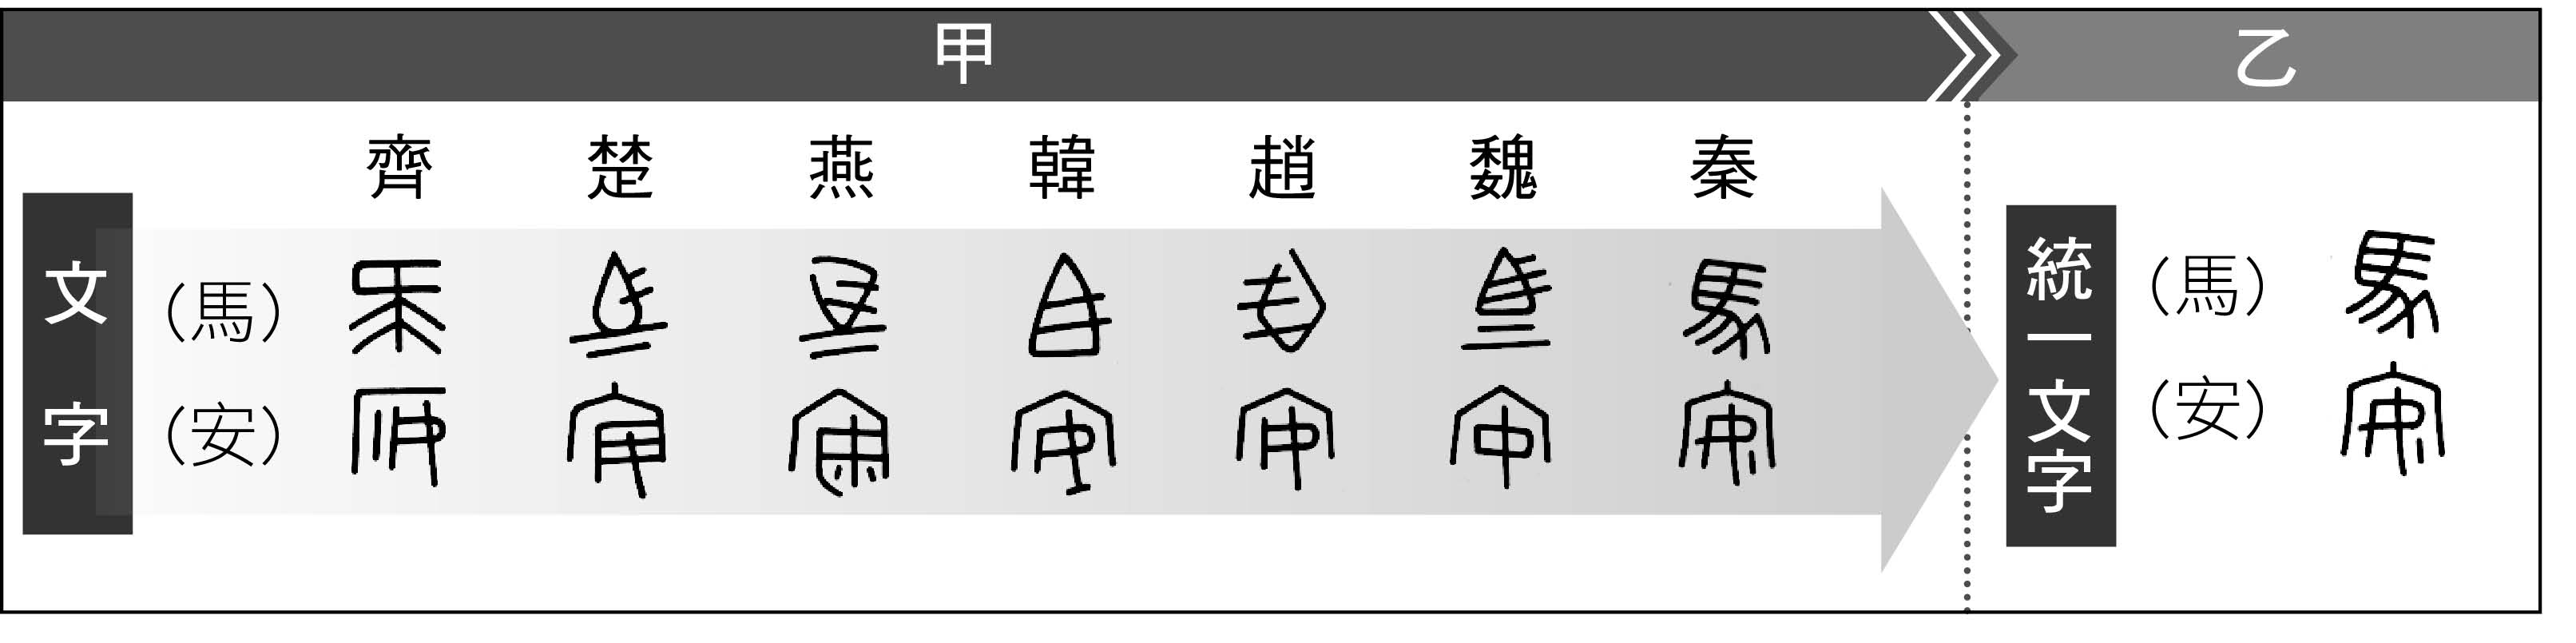 甲
乙
齊 楚 燕 韓 趙 魏 秦
文字
（馬）
（安）
統一文字
（馬）
（安）